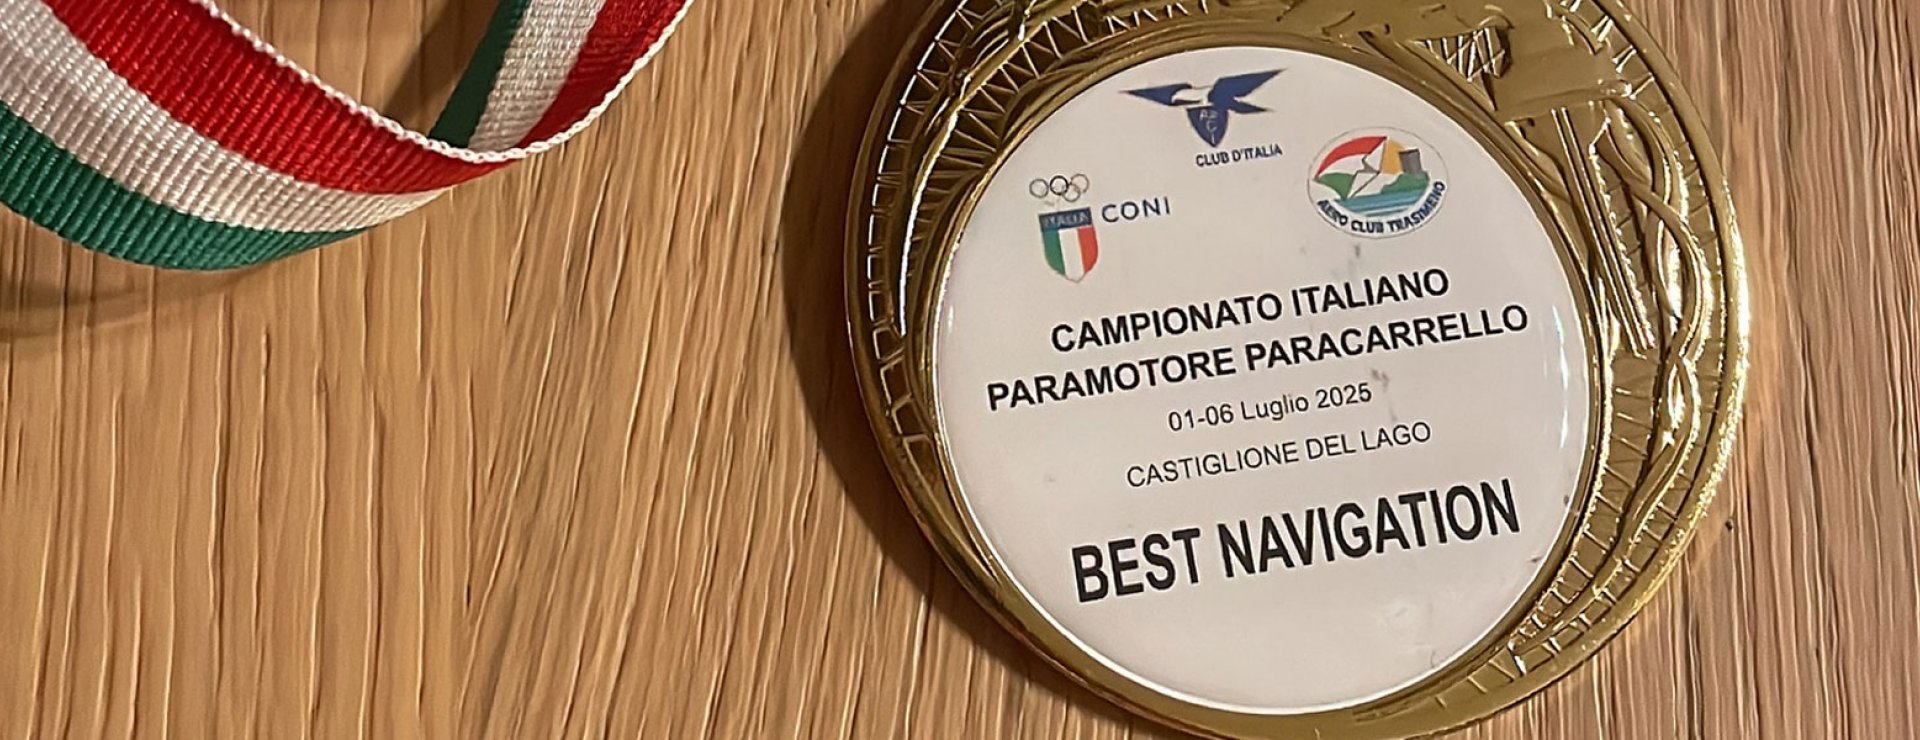 CLUB D'ITALIA
ITALIA
CONI
AERO CLUB TRASIMENO
CAMPIONATO ITALIANO
PARAMOTORE PARACARRELLO
01-06 Luglio 2025
CASTIGLIONE DEL LAGO
BEST NAVIGATION